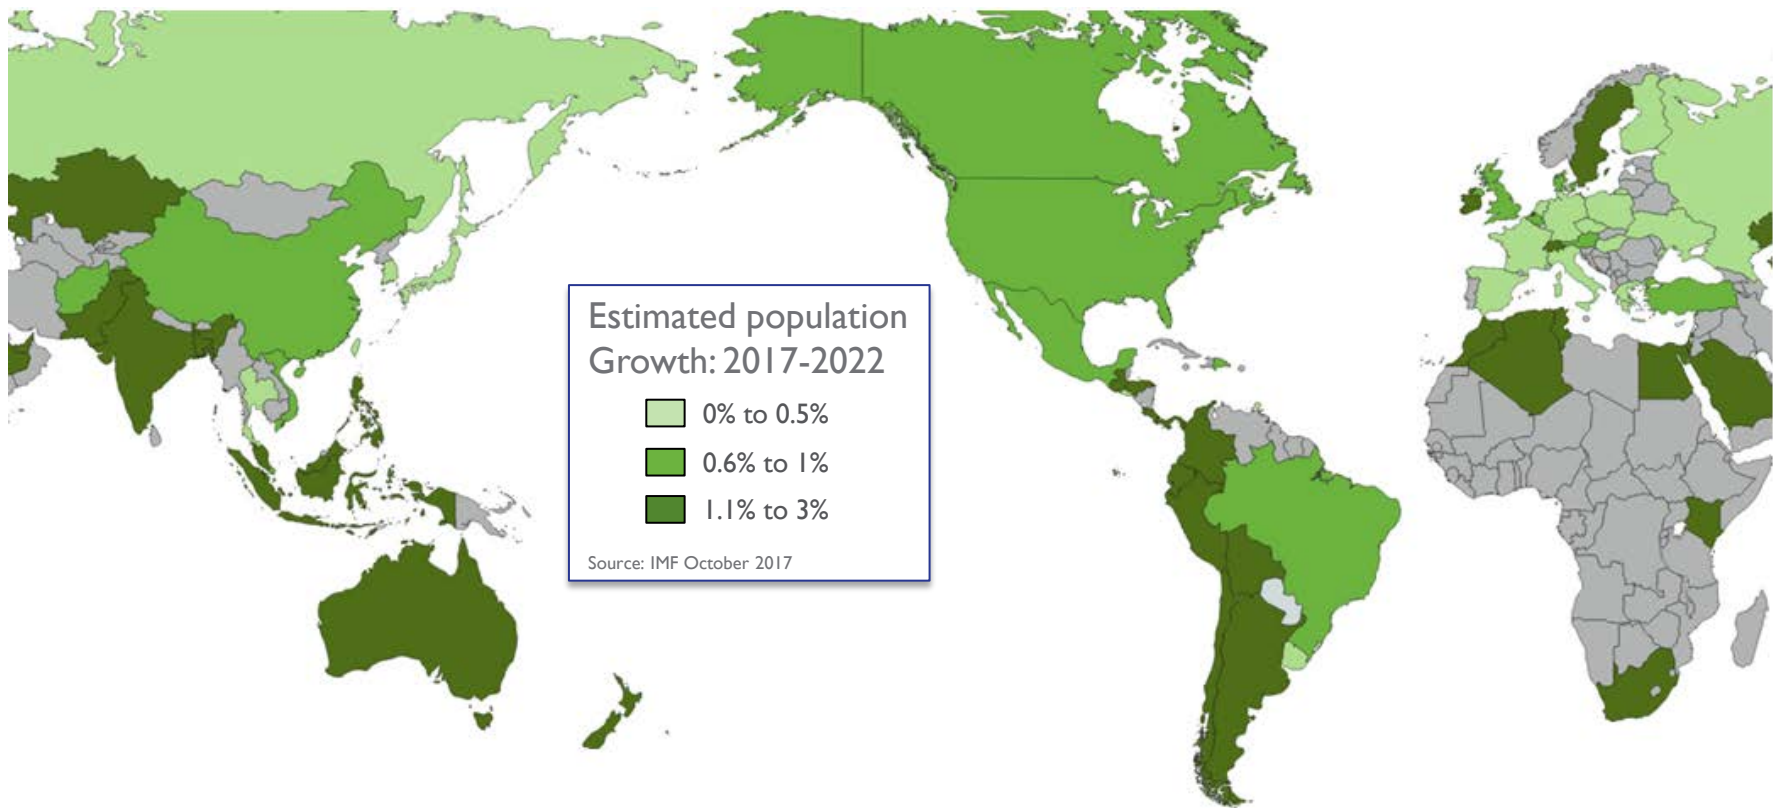 Estimated population
Growth: 2017-2022
0% to 0.5%
0.6% to 1%
1.1% to 3%
Source: IMF October 2017